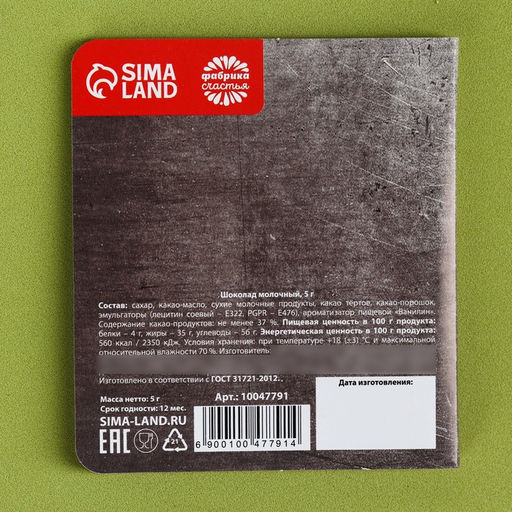 SIMA
LAND
фабрика
счастья
Шоколад молочный, 5 г
Состав: сахар, какао-масло, сухие молочные продукты, какао тертое, какао-порошок,
эмульгаторы (лецитин соевый – E322, PGPR – E476), ароматизатор пищевой «Ванилин».
Содержание какао-продуктов: не менее 37 %. Пищевая ценность в 100 г продукта:
белки – 4 г, жиры – 35 г, углеводы – 56 г. Энергетическая ценность в 100 г продукта:
560 ккал / 2350 кДж. Условия хранения: при температуре +18 (±3) °С и максимальной
относительной влажности 70 %. Изготовитель:
Изготовлено в соответствии с ГОСТ 31721-2012.
Дата изготовления:
Масса нетто: 5 г
Срок годности: 12 мес.
Арт.: 10047791
SIMA-LAND.RU
EAC
21
6 900100 477914